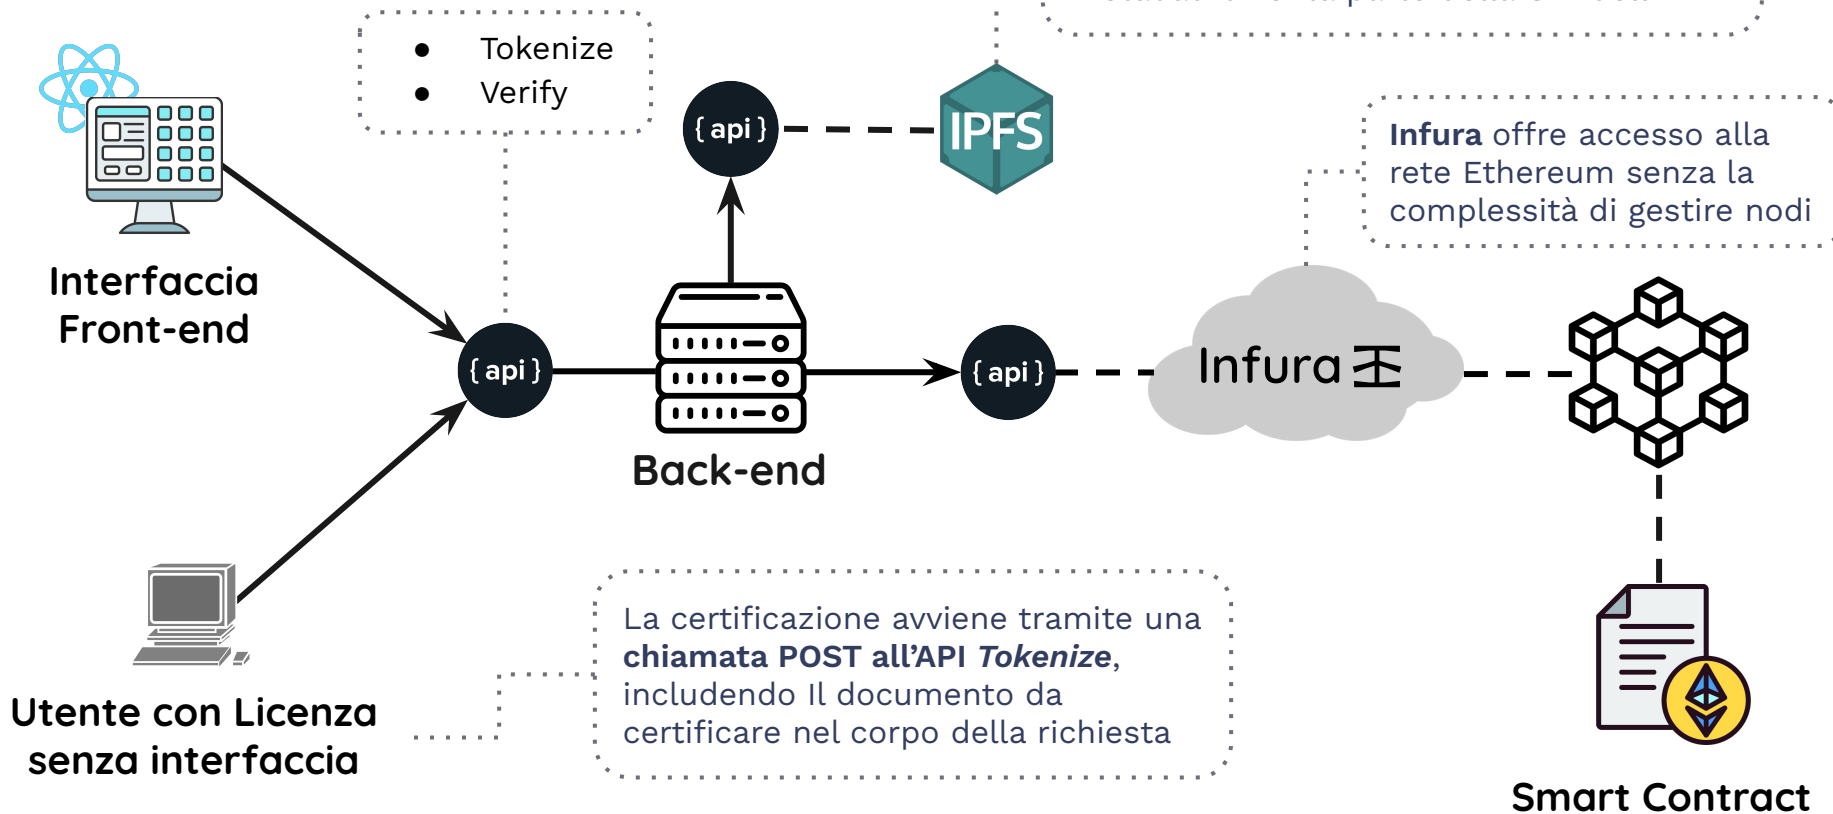 Tokenize
Verify
{ api }
IPFS
Infura offre accesso alla
rete Ethereum senza la
complessità di gestire nodi
Interfaccia
Front-end
{ api }
{ api }
Infura
Back-end
La certificazione avviene tramite una
chiamata POST all’API Tokenize,
includendo Il documento da
certificare nel corpo della richiesta
Utente con Licenza
senza interfaccia
Smart Contract